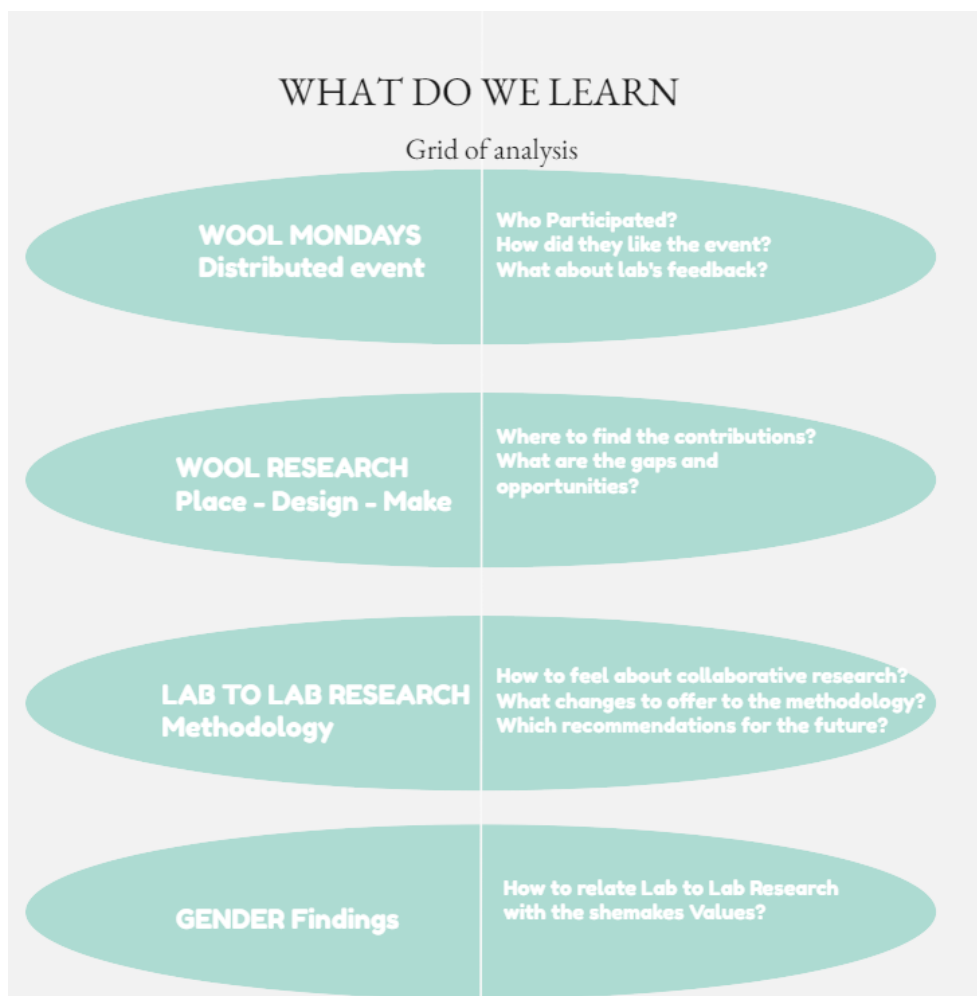 WHAT DO WE LEARN
Grid of analysis
WOOL MONDAYS
Distributed event
Who Participated?
How did they like the event?
What about lab's feedback?
WOOL RESEARCH
Place - Design - Make
Where to find the contributions?
What are the gaps and
opportunities?
LAB TO LAB RESEARCH
Methodology
How to feel about collaborative research?
What changes to offer to the methodology?
Which recommendations for the future?
GENDER Findings
How to relate Lab to Lab Research
with the shemakes Values?